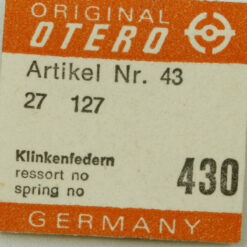 ORIGINAL
OTERO
Artikel Nr. 43
27 127
Klinkenfedern
ressort no
spring no
430
GERMANY